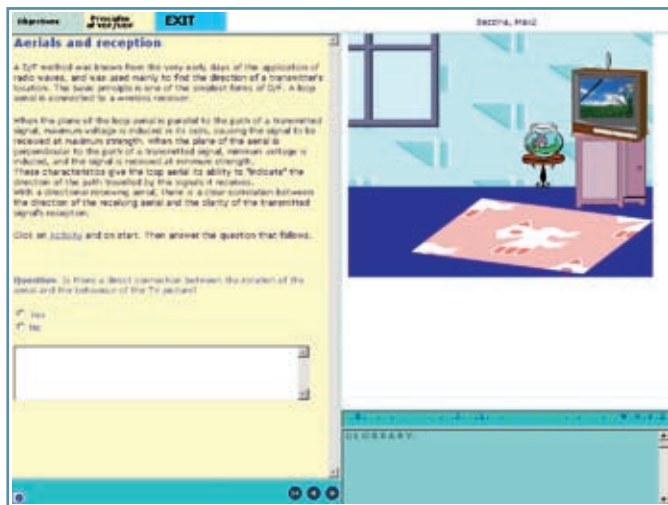 Objectives
Principles
of VOR/VOR
EXIT
Bezzina, Max2
Aerials and reception
A D/F method was known from the very early days of the application of
radio waves, and was used mainly to find the direction of a transmitter's
location. The basic principle is one of the simplest forms of D/F. A loop
aerial is connected to a wireless receiver.
When the plane of the loop aerial is parallel to the path of a transmitted
signal, maximum voltage is induced in its coils, causing the signal to be
received at maximum strength. When the plane of the aerial is
perpendicular to the path of a transmitted signal, minimum voltage is
induced, and the signal is received at minimum strength.
These characteristics give the loop aerial its ability to "indicate" the
direction of the path travelled by the signals it receives.
With a directional receiving aerial, there is a clear correlation between
the direction of the receiving aerial and the clarity of the transmitted
signal's reception.
Click on Activity and on start. Then answer the question that follows.
Question: Is there a direct connection between the rotation of the
aerial and the behaviour of the TV picture?
Yes
No
GLOSSARY: